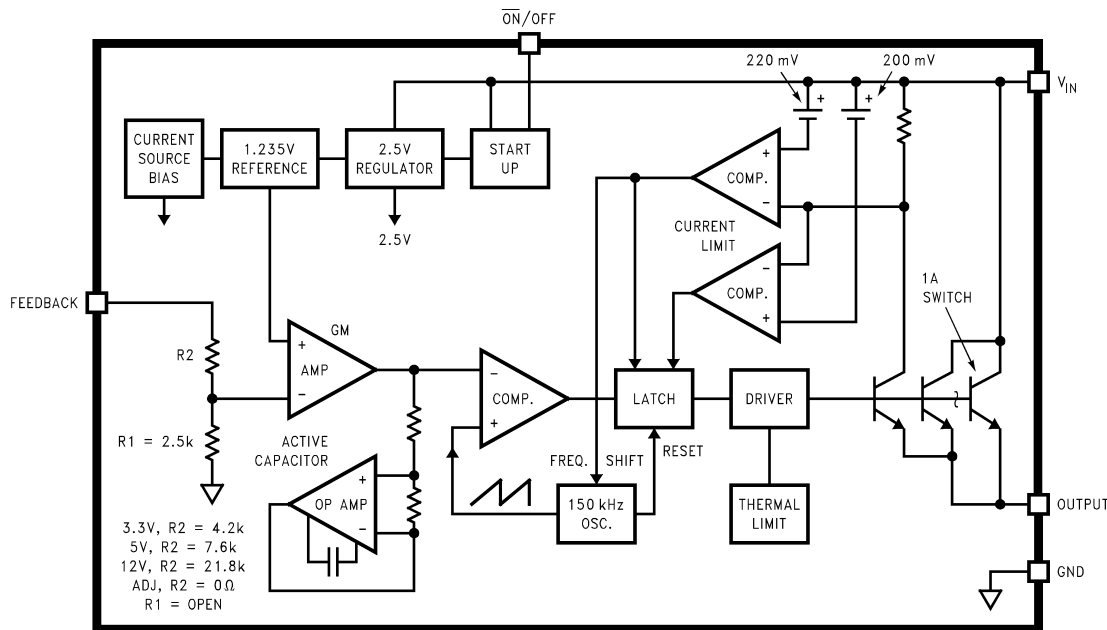 ON/OFF
220 mV
200 mV
+
+
VIN
CURRENT
SOURCE
BIAS
1.235V
REFERENCE
2.5V
REGULATOR
START
UP
2.5V
+
COMP.
−
CURRENT
LIMIT
−
COMP.
+
1A
SWITCH
FEEDBACK
R2
GM
+
AMP
−
−
COMP.
+
LATCH
DRIVER
R1 = 2.5k
ACTIVE
CAPACITOR
+
OP AMP
−
FREQ. SHIFT
RESET
150 kHz
OSC.
THERMAL
LIMIT
OUTPUT
GND
3.3V, R2 = 4.2k
5V, R2 = 7.6k
12V, R2 = 21.8k
ADJ, R2 = 0Ω
R1 = OPEN